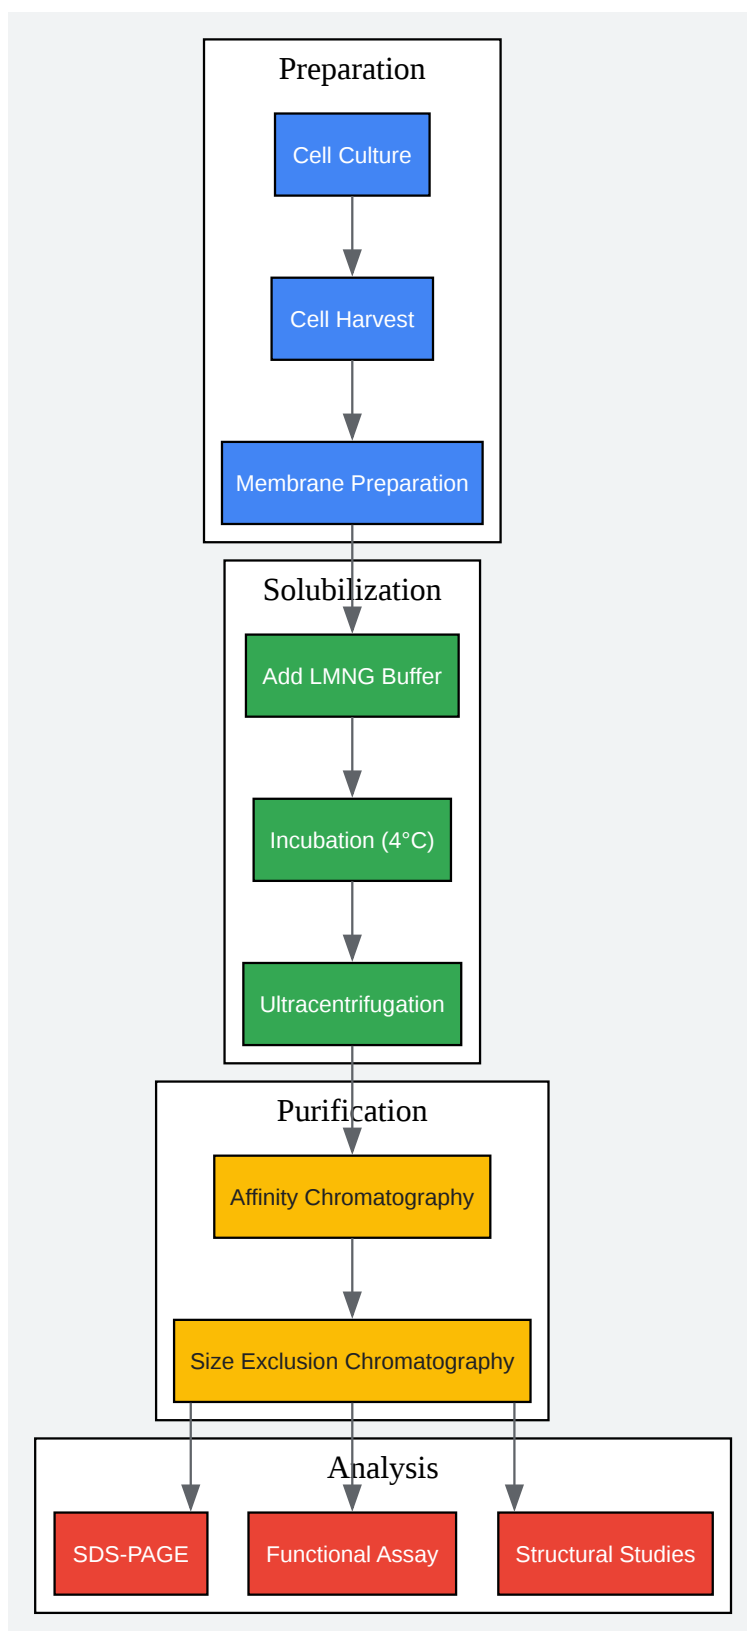 Preparation
Cell Culture
Cell Harvest
Membrane Preparation
Solubilization
Add LMNG Buffer
Incubation (4°C)
Ultracentrifugation
Purification
Affinity Chromatography
Size Exclusion Chromatography
Analysis
SDS-PAGE
Functional Assay
Structural Studies